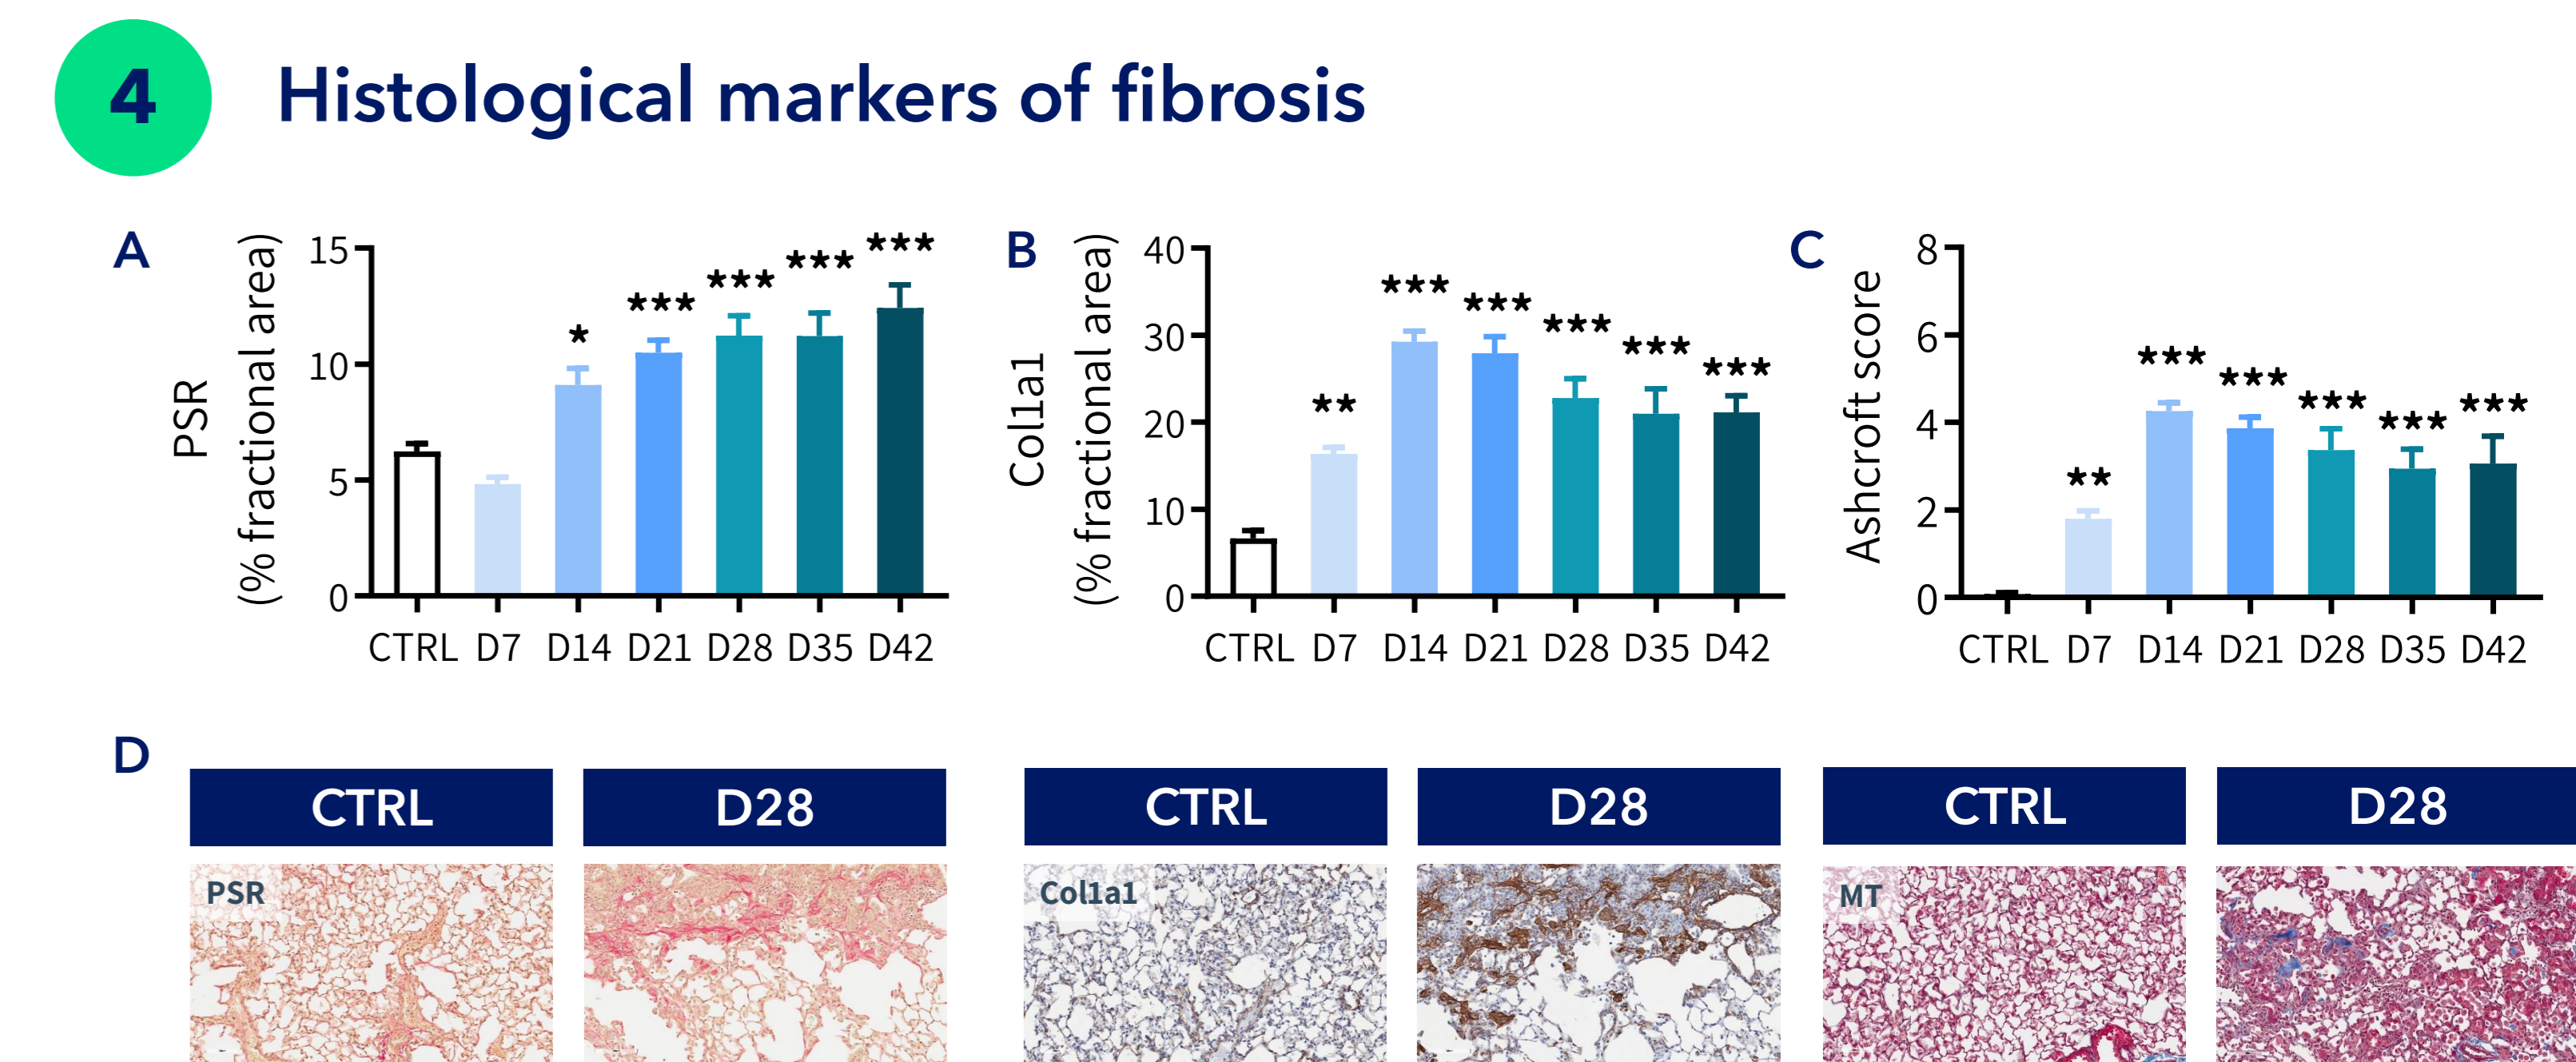 4
Histological markers of fibrosis
A
PSR
(% fractional area)
15
10
5
0
*
***
***
***
***
CTRL D7 D14 D21 D28 D35 D42
B
Col1a1
(% fractional area)
40
30
20
10
0
**
***
***
***
***
***
CTRL D7 D14 D21 D28 D35 D42
C
Ashcroft score
8
6
4
2
0
**
***
***
***
***
***
CTRL D7 D14 D21 D28 D35 D42
D
CTRL D28 CTRL D28 CTRL D28
PSR Col1a1 MT